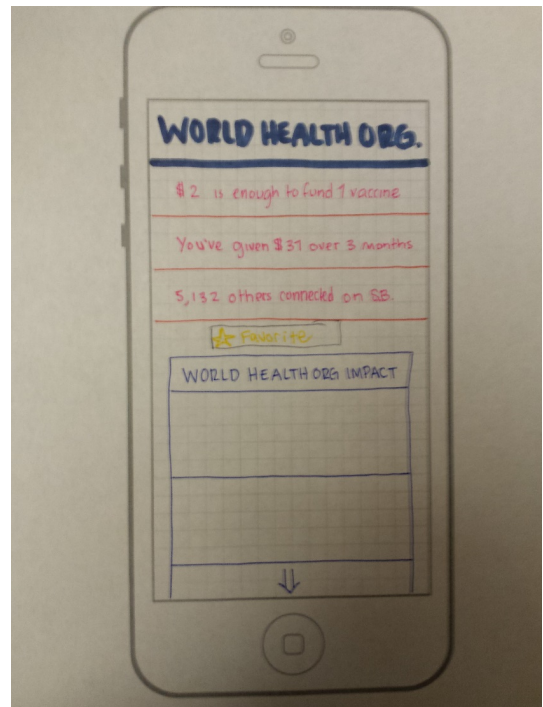 WORLD HEALTH ORG.
$2 is enough to fund 1 vaccine
You've given $37 over 3 months
5,132 others connected on SB.
Favorite
WORLD HEALTH ORG IMPACT